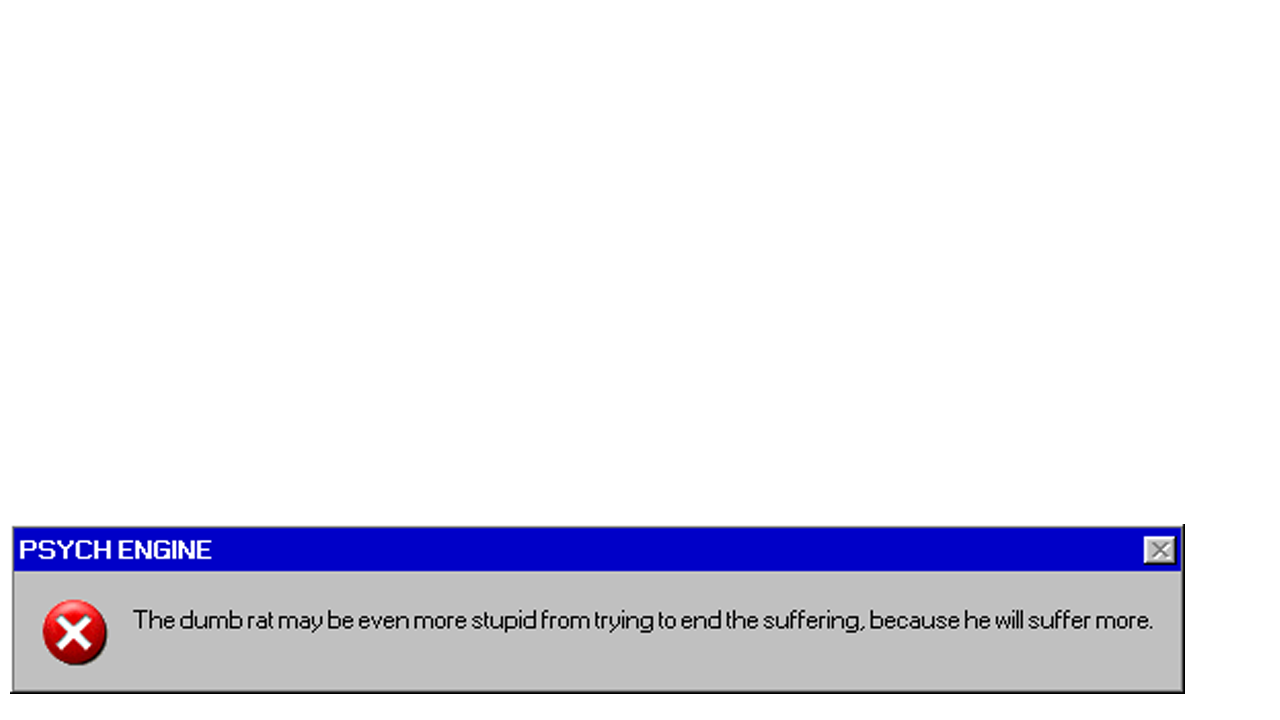 PSYCH ENGINE
The dumb rat may be even more stupid from trying to end the suffering, because he will suffer more.